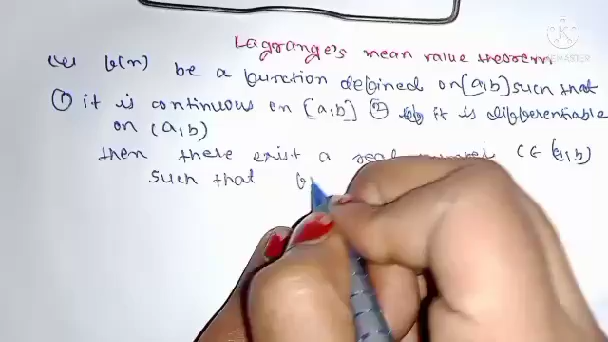 Lagrange's mean value theorem
Let f(x) be a function defined on [a,b] such that
① it is continuous on [a,b] ② it is differentiable
on (a,b)
then there exist a real number c∈(a,b)
such that f
MASTER